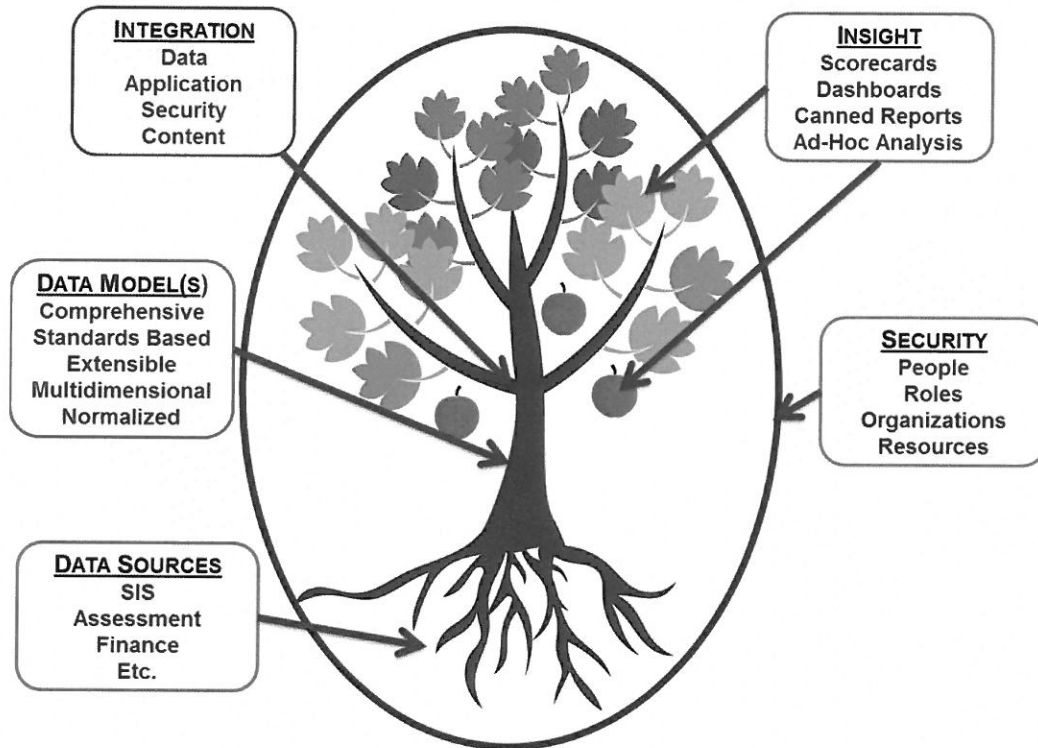 INTEGRATION
Data
Application
Security
Content
INSIGHT
Scorecards
Dashboards
Canned Reports
Ad-Hoc Analysis
DATA MODEL(S)
Comprehensive
Standards Based
Extensible
Multidimensional
Normalized
SECURITY
People
Roles
Organizations
Resources
DATA SOURCES
SIS
Assessment
Finance
Etc.